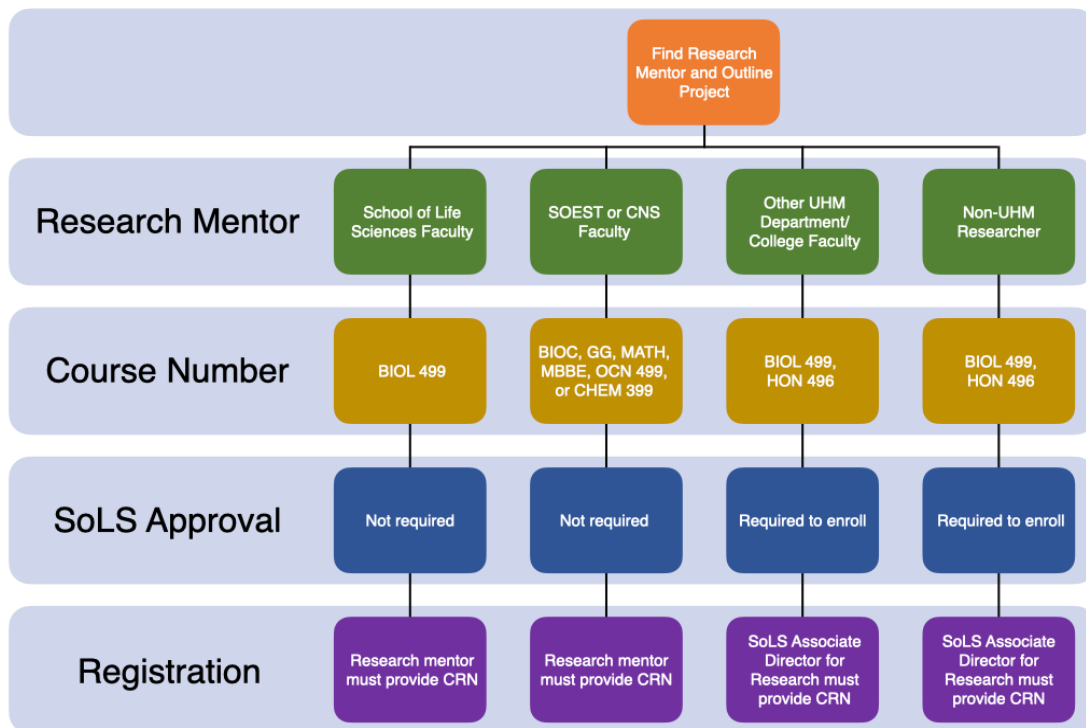 Find Research
Mentor and Outline
Project
Research Mentor
School of Life
Sciences Faculty
SOEST or CNS
Faculty
Other UHM
Department/
College Faculty
Non-UHM
Researcher
Course Number
BIOL 499
BIOC, GG, MATH,
MBBE, OCN 499,
or CHEM 399
BIOL 499,
HON 496
BIOL 499,
HON 496
SoLS Approval
Not required
Not required
Required to enroll
Required to enroll
Registration
Research mentor
must provide CRN
Research mentor
must provide CRN
SoLS Associate
Director for
Research must
provide CRN
SoLS Associate
Director for
Research must
provide CRN